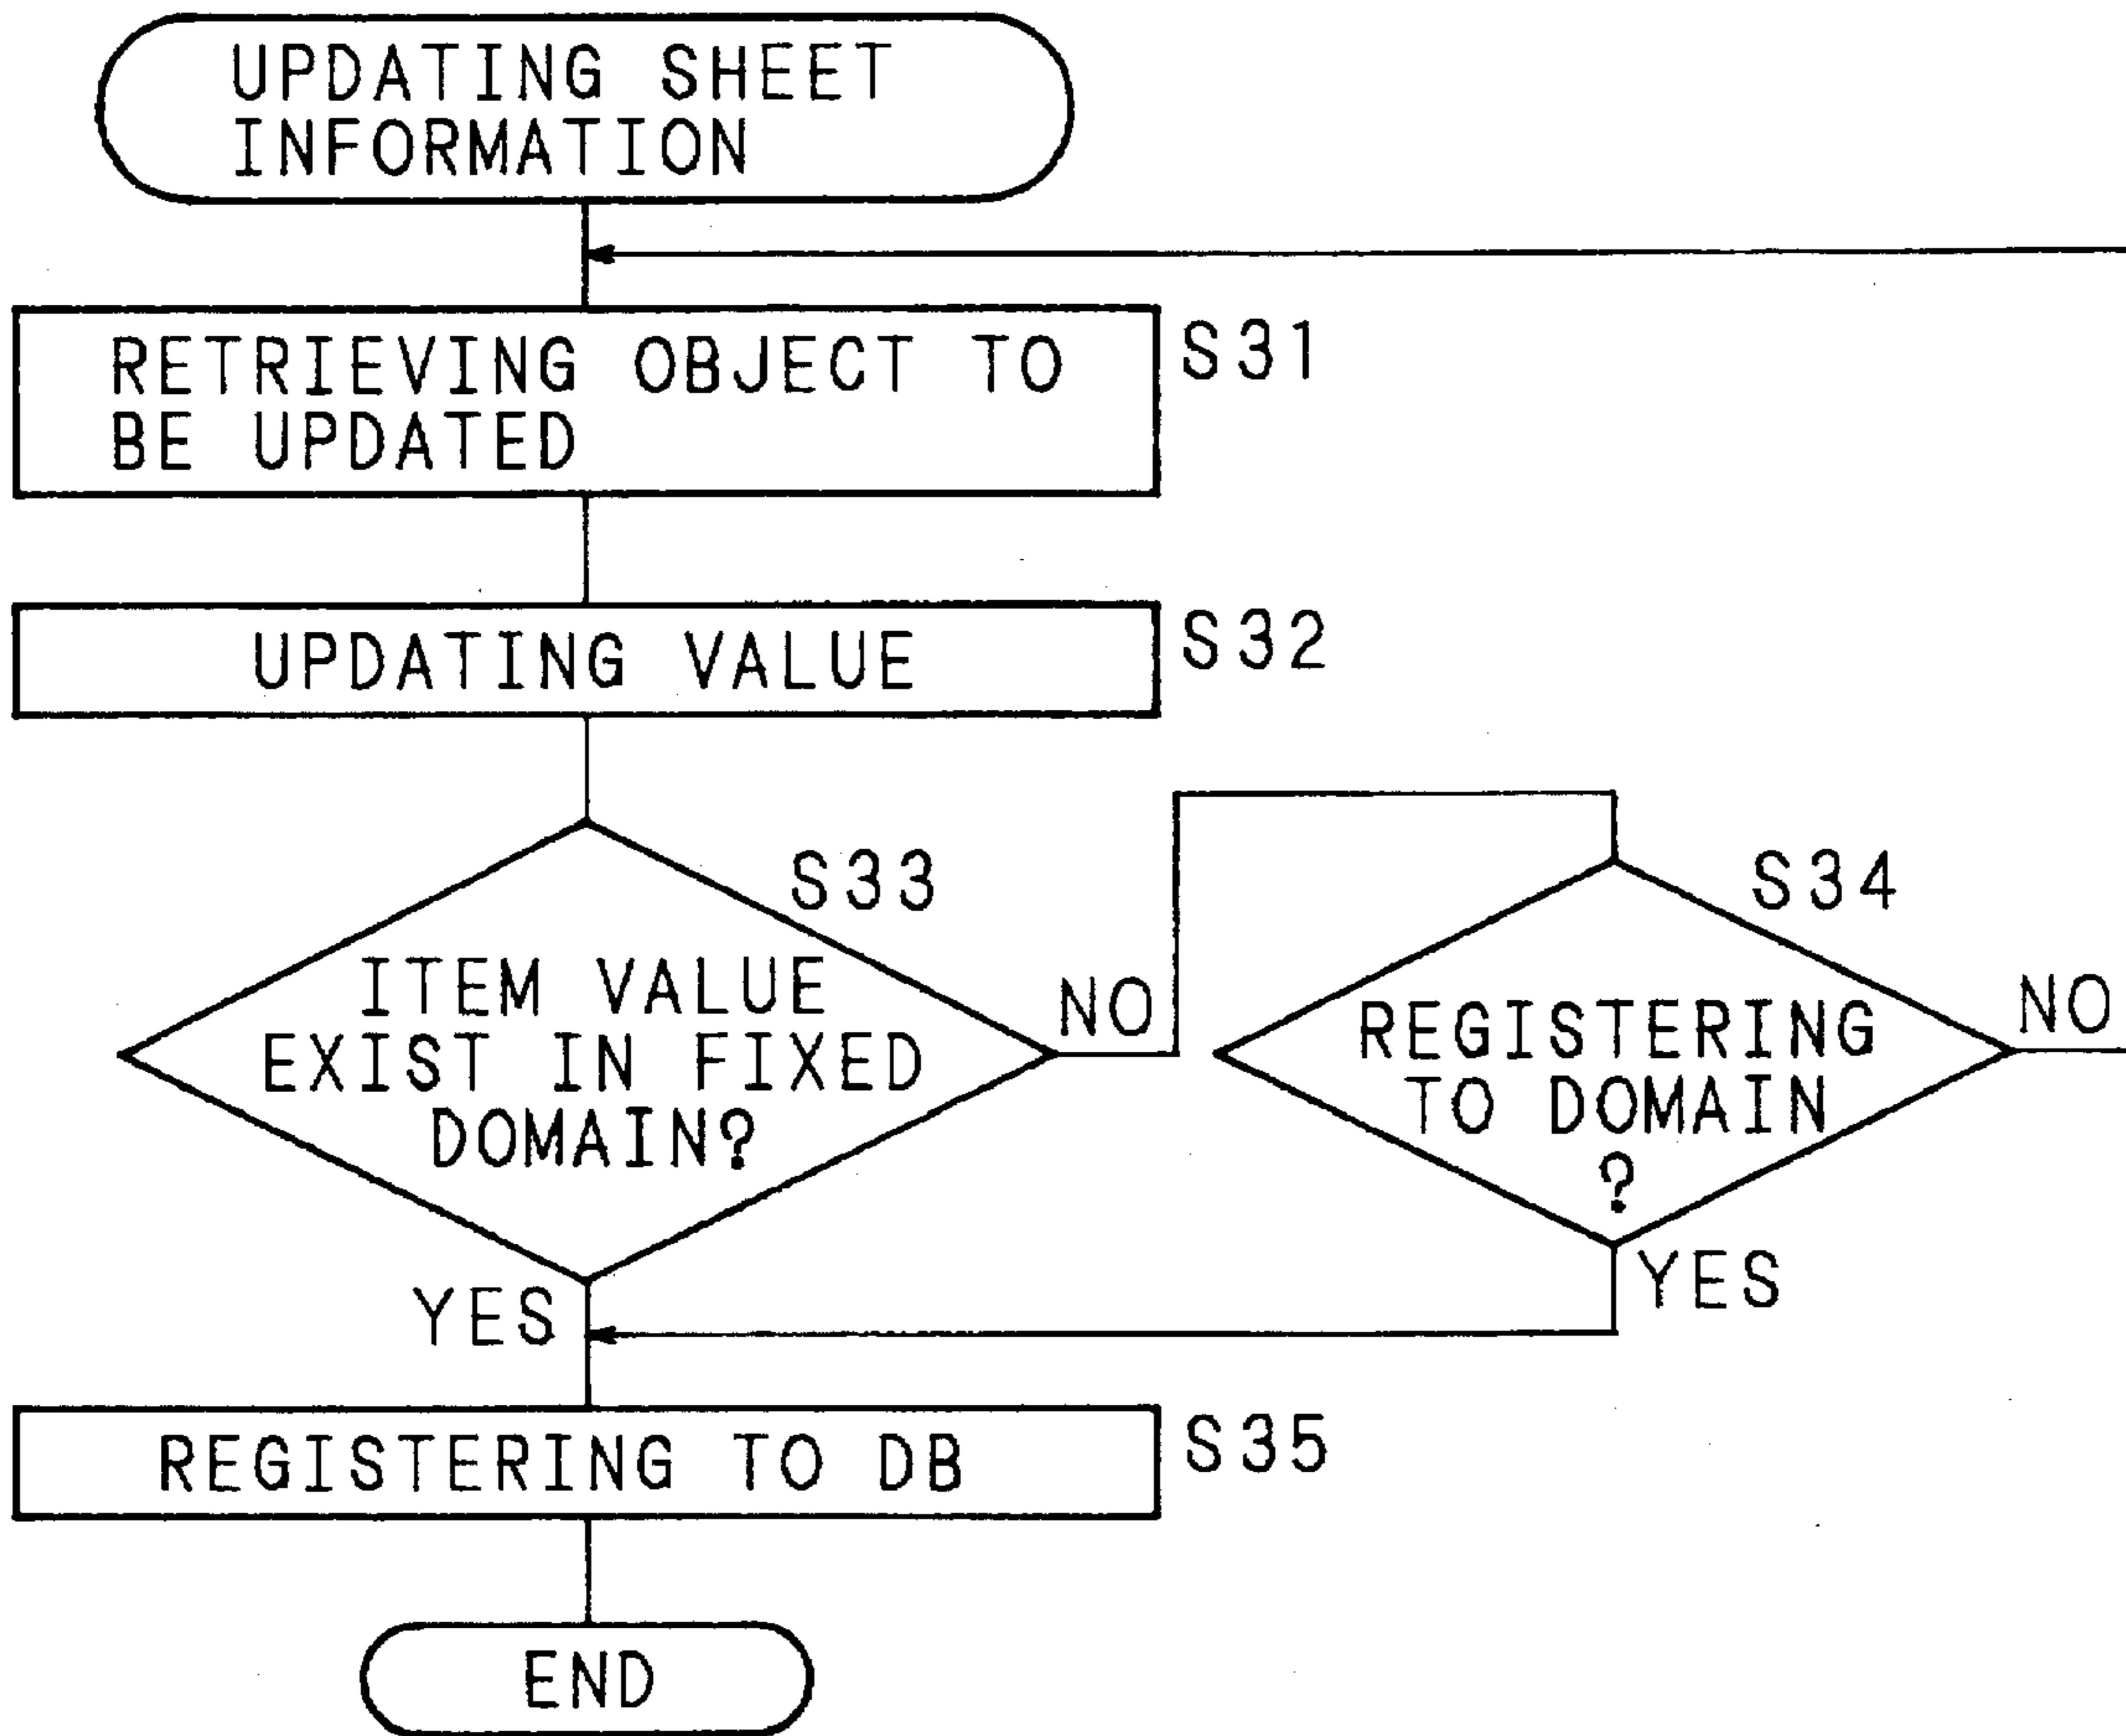 UPDATING SHEET
INFORMATION
RETRIEVING OBJECT TO
BE UPDATED
S31
UPDATING VALUE
S32
S33
ITEM VALUE
EXIST IN FIXED
DOMAIN?
NO
YES
S34
REGISTERING
TO DOMAIN
?
NO
YES
REGISTERING TO DB
S35
END